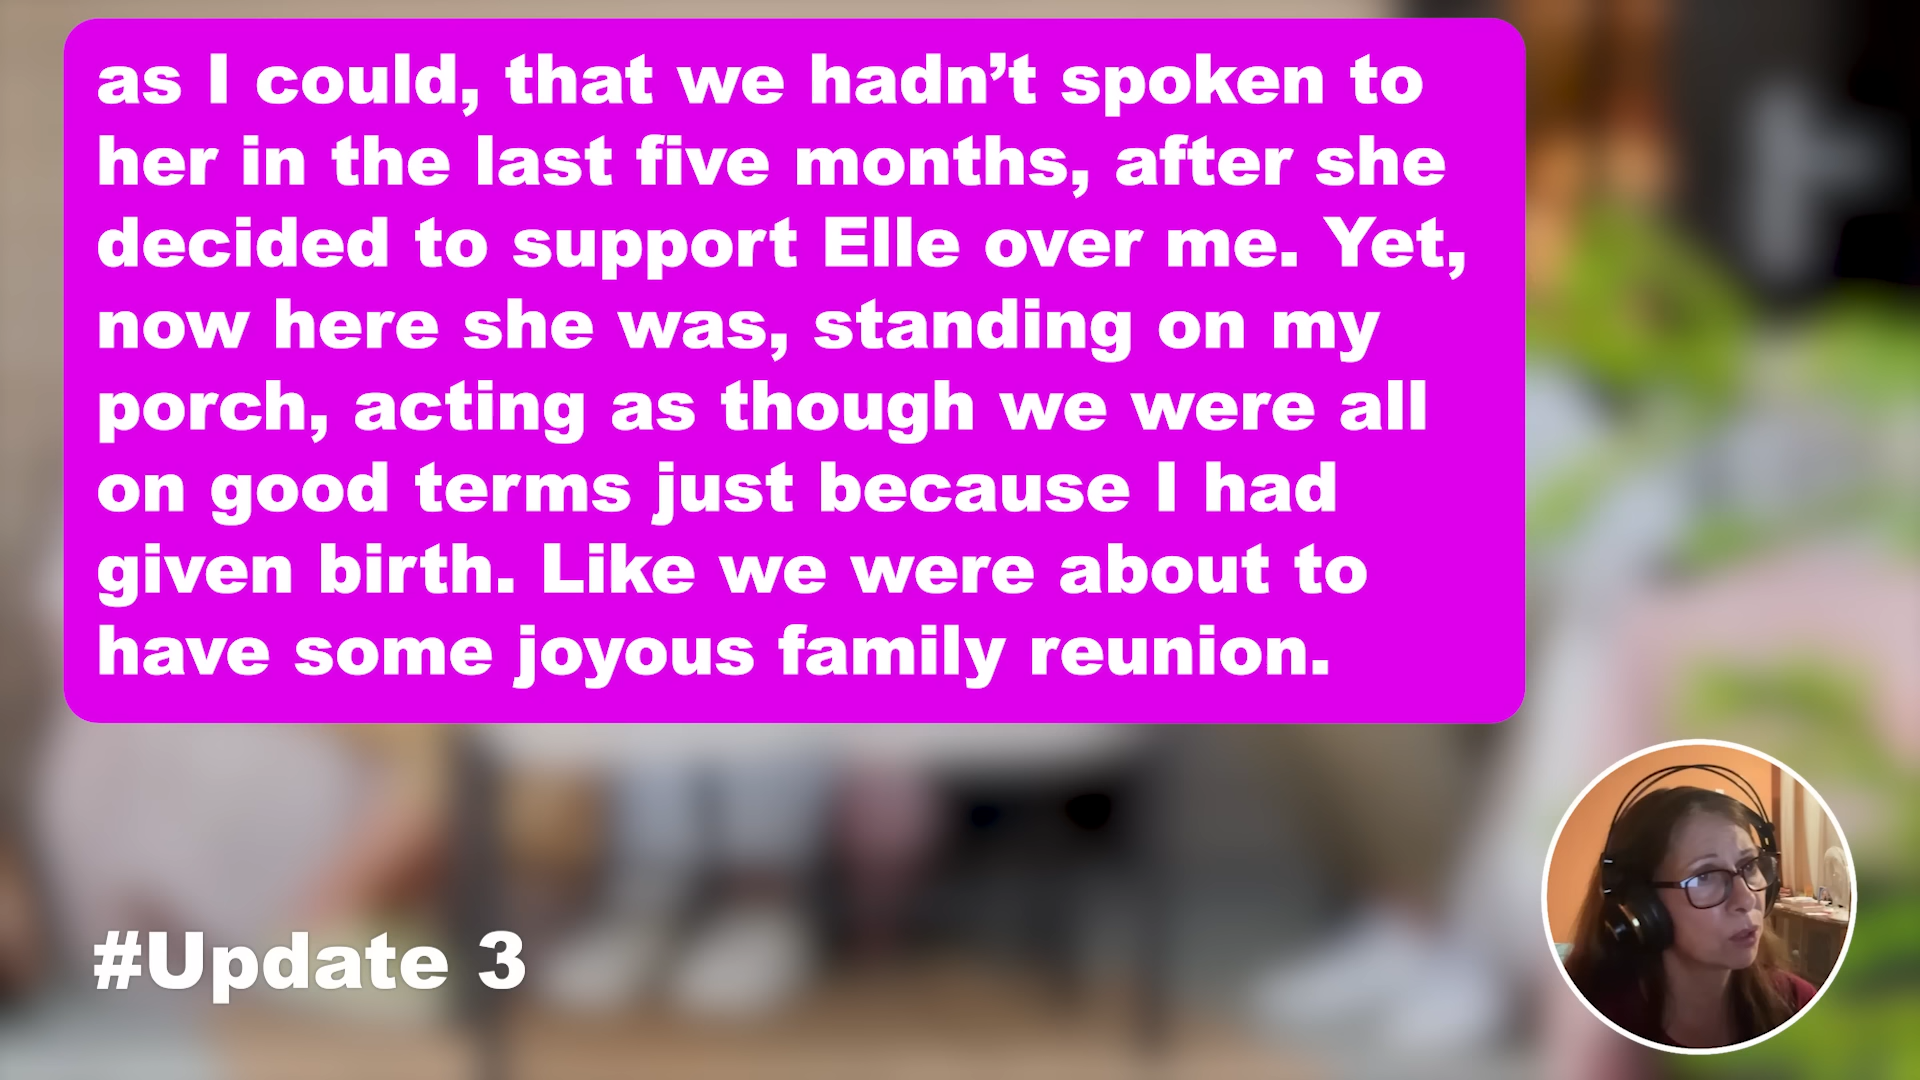 as I could, that we hadn’t spoken to
her in the last five months, after she
decided to support Elle over me. Yet,
now here she was, standing on my
porch, acting as though we were all
on good terms just because I had
given birth. Like we were about to
have some joyous family reunion.
#Update 3